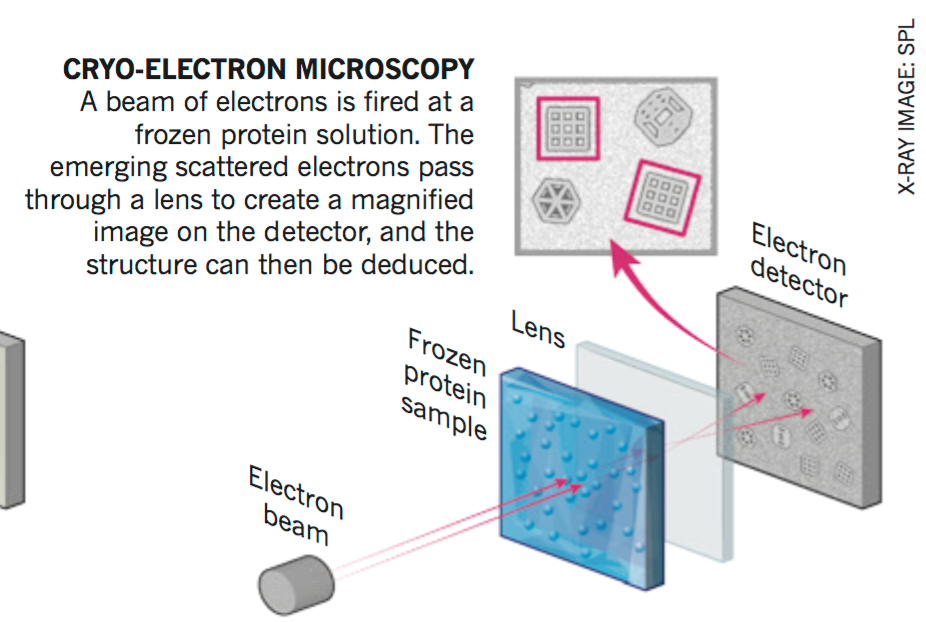 CRYO-ELECTRON MICROSCOPY
A beam of electrons is fired at a
frozen protein solution. The
emerging scattered electrons pass
through a lens to create a magnified
image on the detector, and the
structure can then be deduced.
X-RAY IMAGE: SPL
Electron
detector
Lens
Frozen
protein
sample
Electron
beam